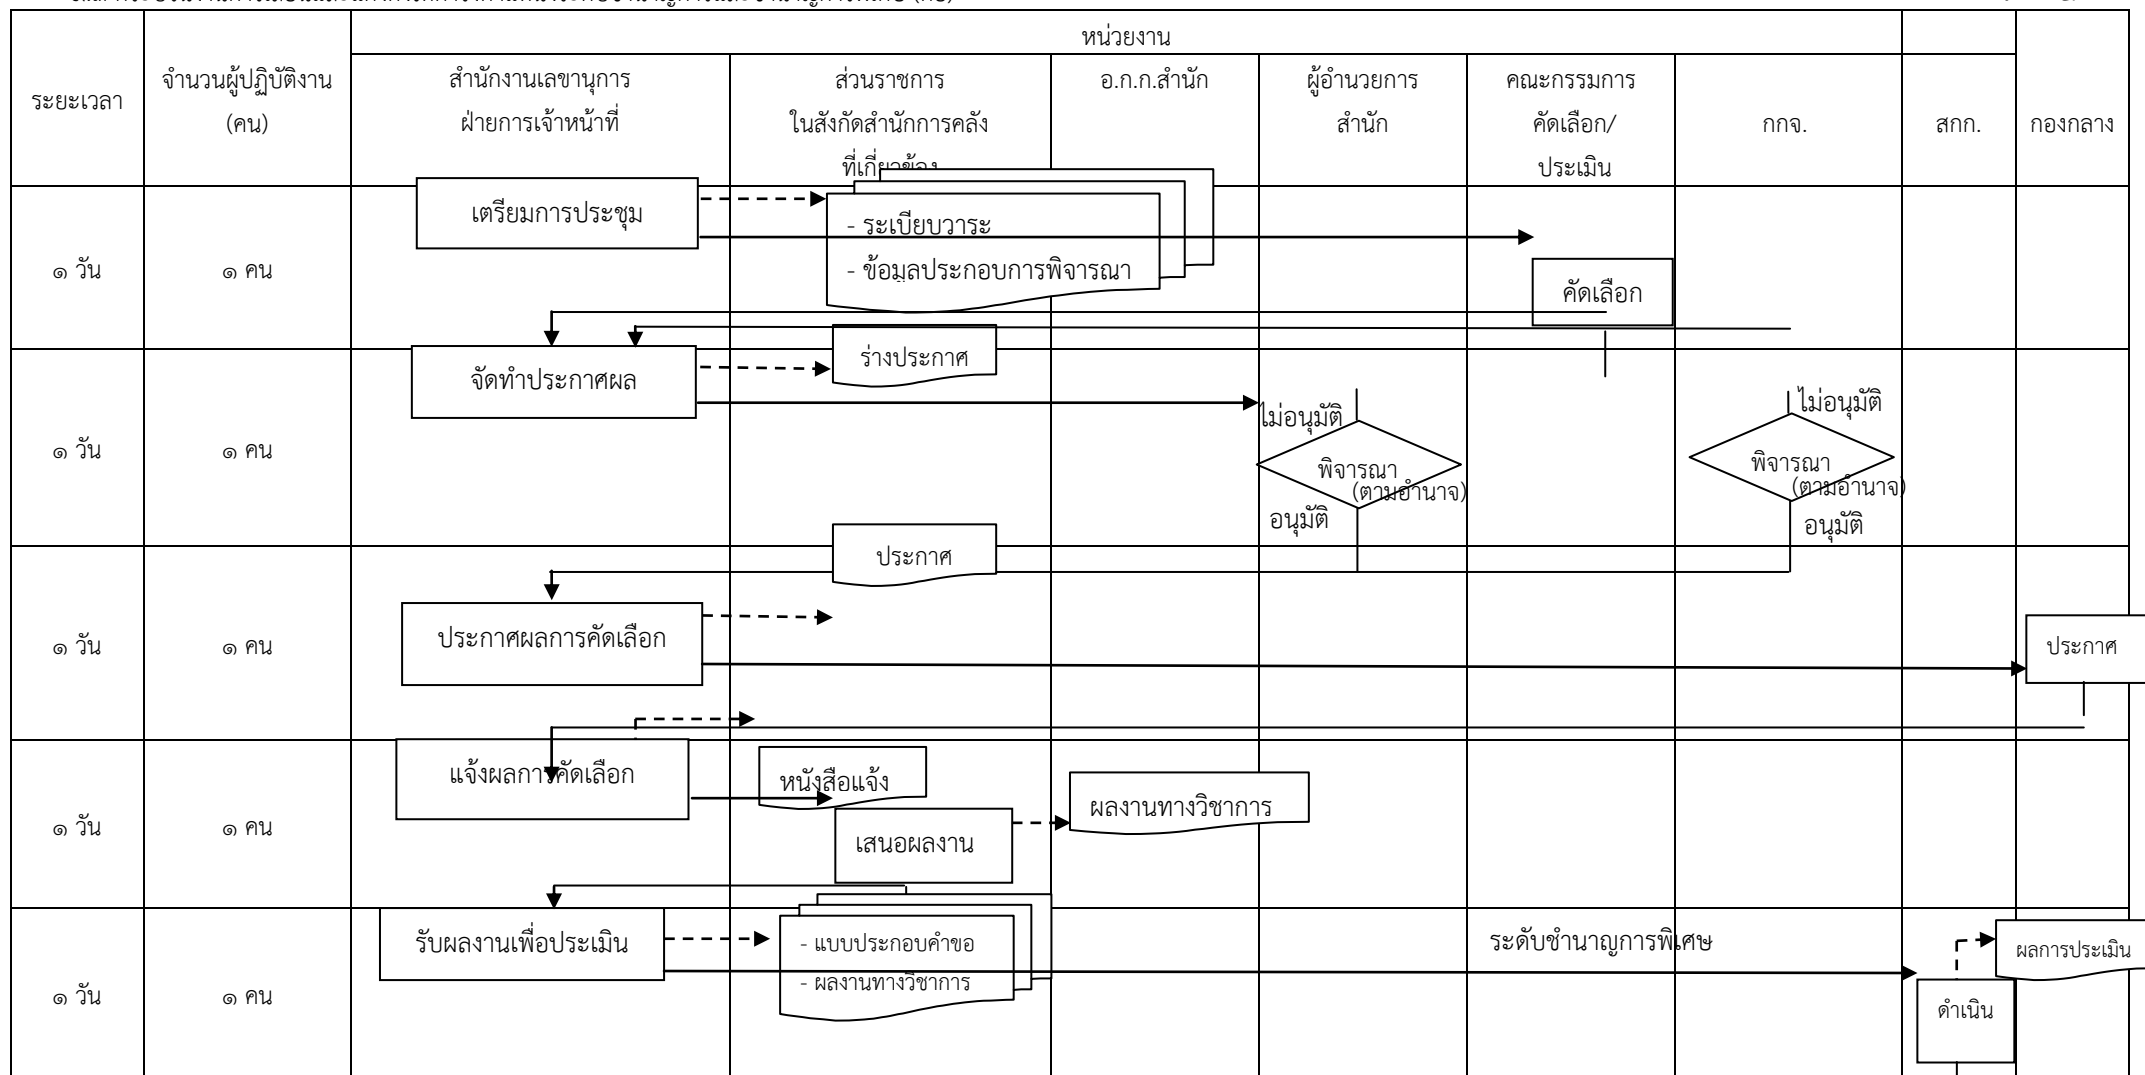 หน่วยงาน
ระยะเวลา
จำนวนผู้ปฏิบัติงาน
(คน)
สำนักงานเลขานุการ
ฝ่ายการเจ้าหน้าที่
ส่วนราชการ
ในสังกัดสำนักการคลัง
ที่เกี่ยวข้อง
อ.ก.ก.สำนัก
ผู้อำนวยการ
สำนัก
คณะกรรมการ
คัดเลือก/
ประเมิน
กกจ.
สกก.
กองกลาง
๑ วัน
๑ คน
เตรียมการประชุม
- ระเบียบวาระ
- ข้อมูลประกอบการพิจารณา
คัดเลือก
๑ วัน
๑ คน
จัดทำประกาศผล
ร่างประกาศ
ไม่อนุมัติ
พิจารณา
(ตามอำนาจ)
อนุมัติ
ไม่อนุมัติ
พิจารณา
(ตามอำนาจ)
อนุมัติ
๑ วัน
๑ คน
ประกาศ
ประกาศผลการคัดเลือก
ประกาศ
๑ วัน
๑ คน
แจ้งผลการคัดเลือก
หนังสือแจ้ง
เสนอผลงาน
ผลงานทางวิชาการ
๑ วัน
๑ คน
รับผลงานเพื่อประเมิน
- แบบประกอบคำขอ
- ผลงานทางวิชาการ
ระดับชำนาญการพิเศษ
ผลการประเมิน
ดำเนิน